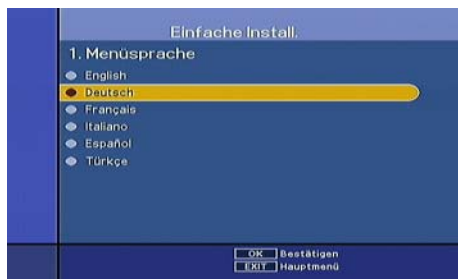 Einfache Install.
1. Menüsprache
English
Deutsch
Français
Italiano
Español
Türkçe
OK Bestätigen
EXIT Hauptmenü